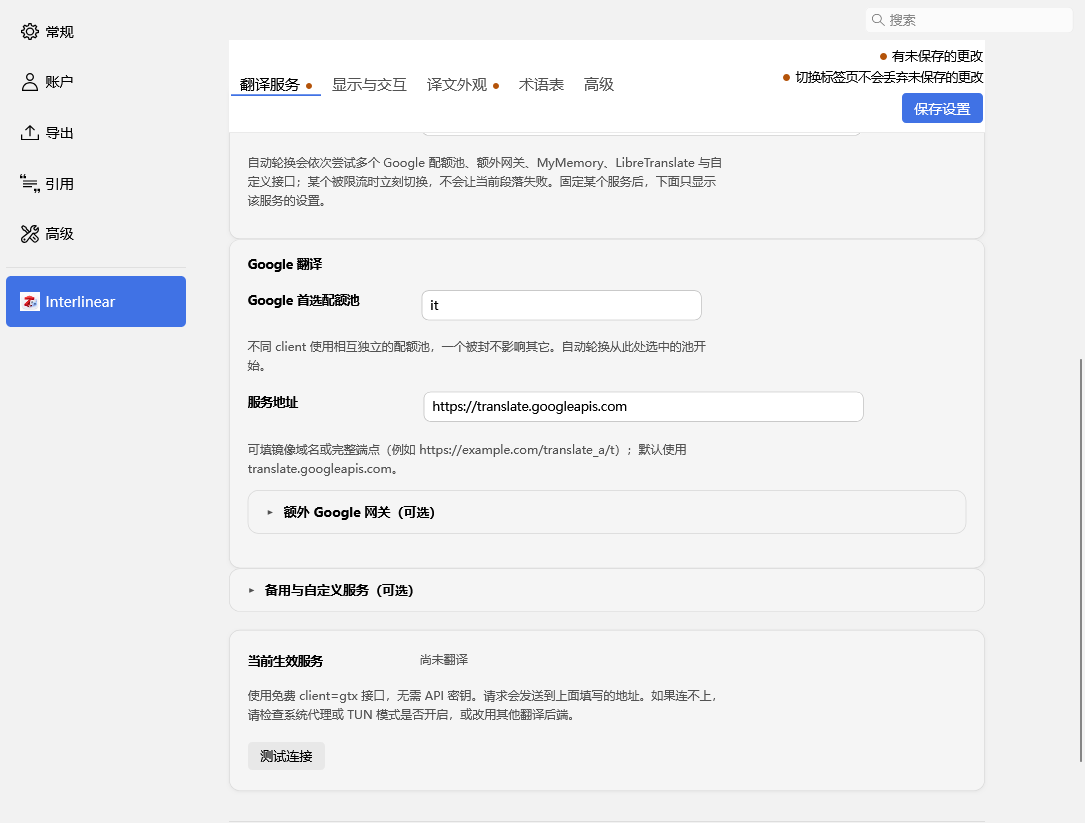 常规
账户
导出
引用
高级
Interlinear
搜索
有未保存的更改
切换标签页不会丢弃未保存的更改
保存设置
翻译服务
显示与交互
译文外观
术语表
高级
自动轮换会依次尝试多个 Google 配额池、额外网关、MyMemory、LibreTranslate 与自
定义接口；某个被限流时立刻切换，不会让当前段落失败。固定某个服务后，下面只显示
该服务的设置。
Google 翻译
Google 首选配额池
it
不同 client 使用相互独立的配额池，一个被封不影响其它。自动轮换从此处选中的池开
始。
服务地址
https://translate.googleapis.com
可填镜像域名或完整端点（例如 https://example.com/translate_a/t）；默认使用
translate.googleapis.com。
额外 Google 网关（可选）
备用与自定义服务（可选）
当前生效服务
尚未翻译
使用免费 client=gtx 接口，无需 API 密钥。请求会发送到上面填写的地址。如果连不上，
请检查系统代理或 TUN 模式是否开启，或改用其他翻译后端。
测试连接